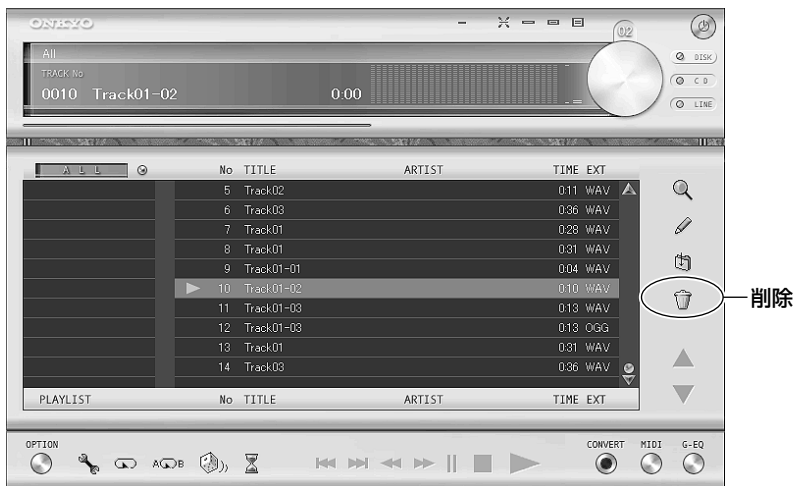 ONKYO
02
All
TRACK No
0010 Track01-02 0:00
DISK
CD
LINE
ALL No TITLE ARTIST TIME EXT
5 Track02 0:11 WAV
6 Track03 0:36 WAV
7 Track01 0:28 WAV
8 Track01 0:31 WAV
9 Track01-01 0:04 WAV
10 Track01-02 0:10 WAV
11 Track01-03 0:13 WAV
12 Track01-03 0:13 OGG
13 Track01 0:31 WAV
14 Track03 0:36 WAV
削除
PLAYLIST No TITLE ARTIST TIME EXT
OPTION CONVERT MIDI G-EQ
A B